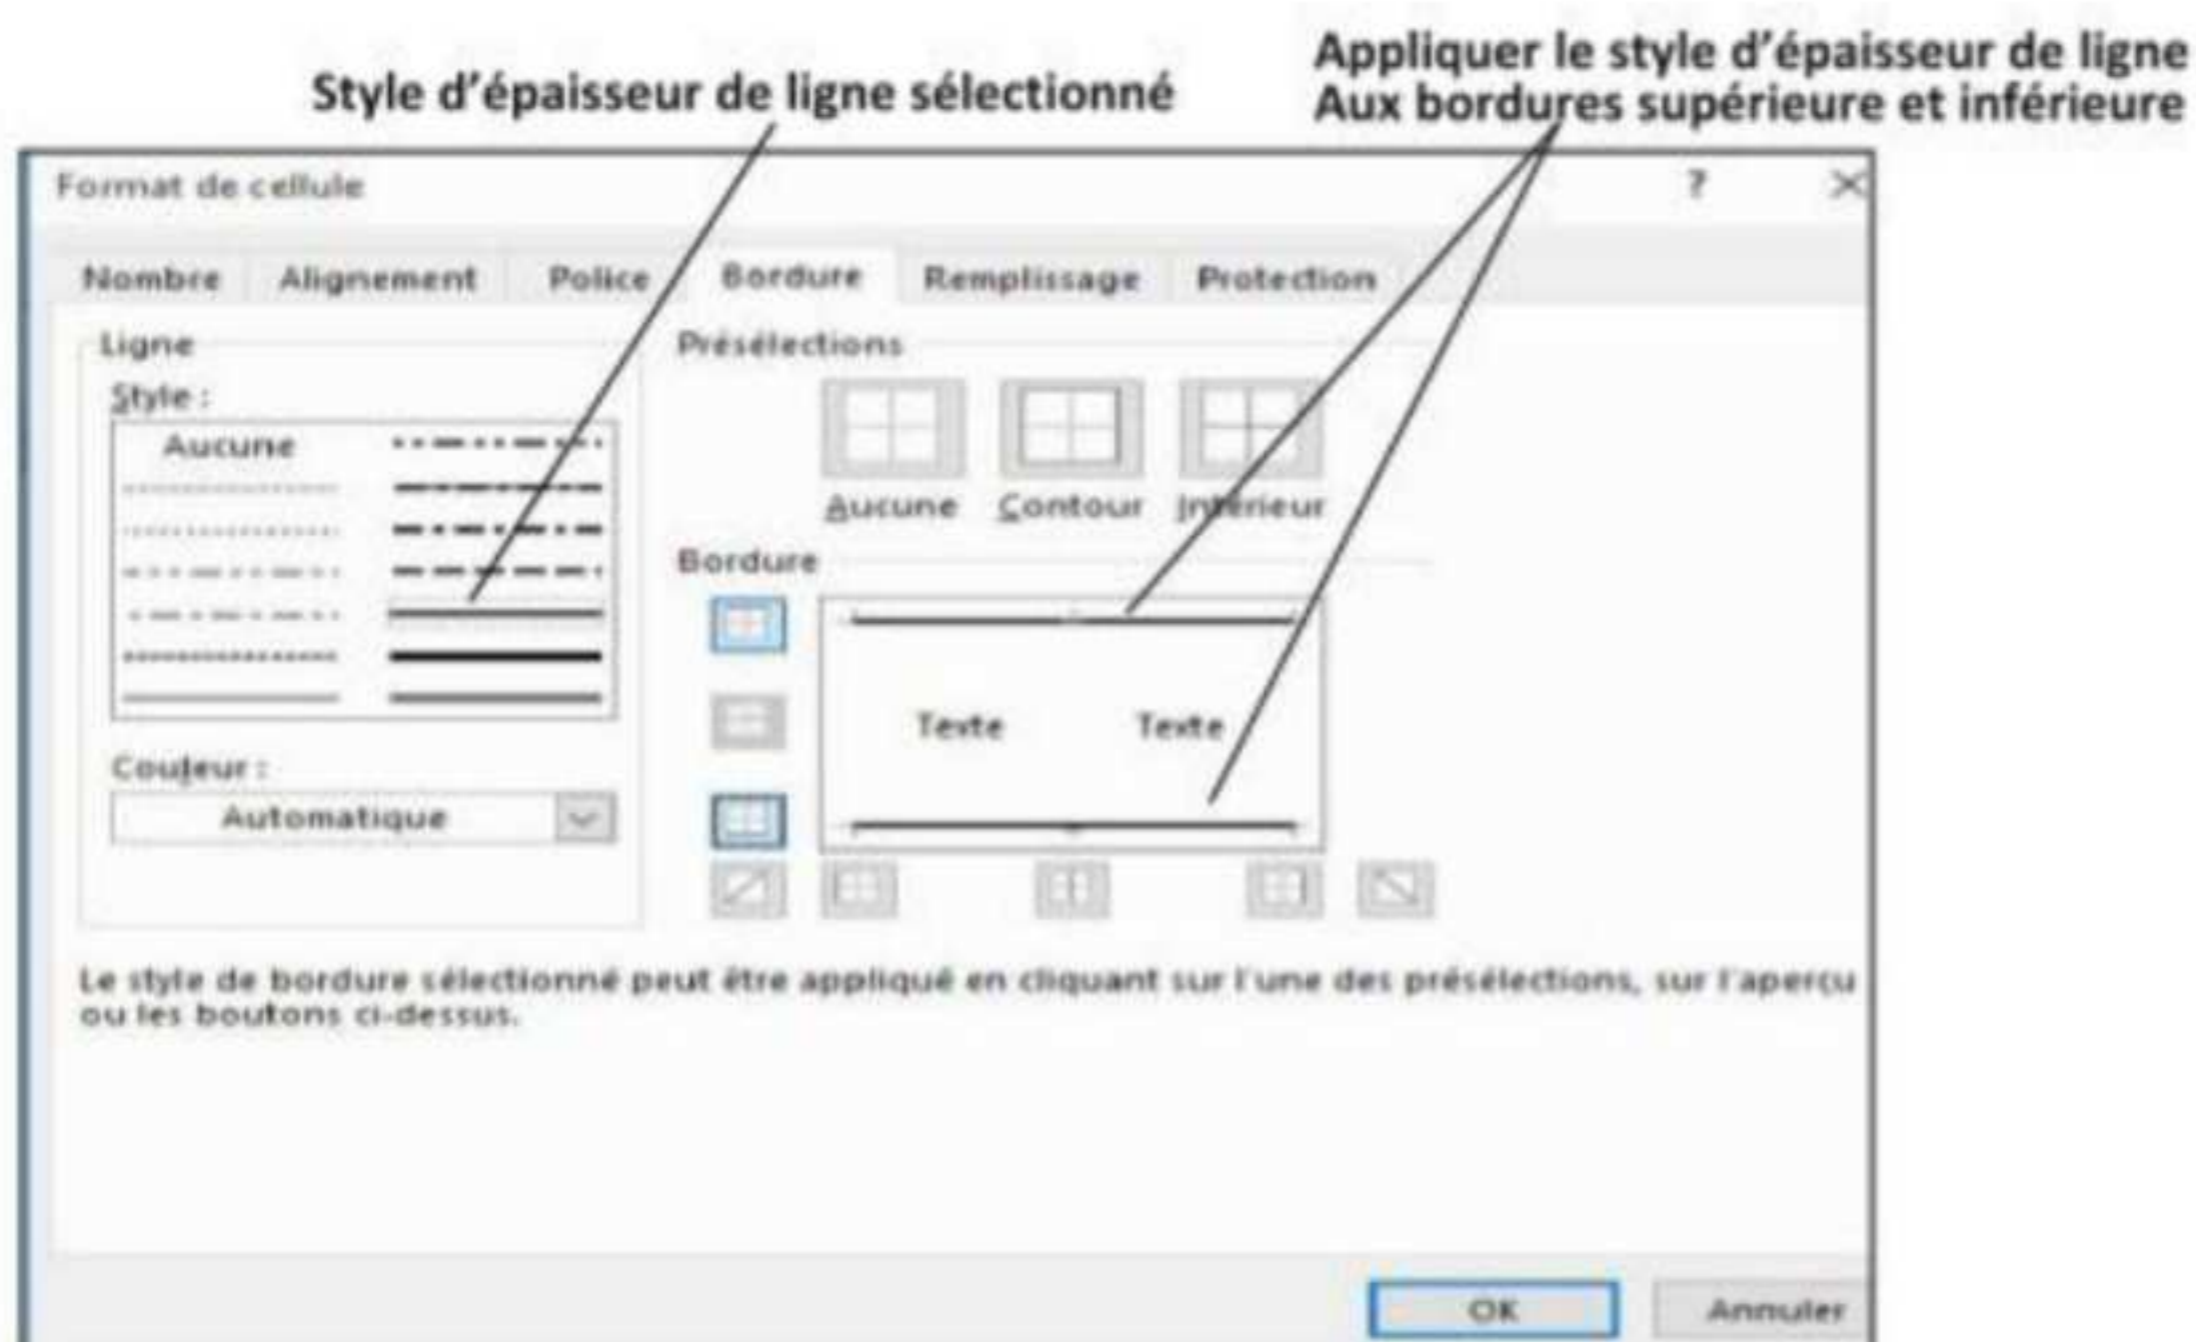 Appliquer le style d’épaisseur de ligne
Style d’épaisseur de ligne sélectionné
Aux bordures supérieure et inférieure
Format de cellule ? ×
Nombre Alignement Police Bordure Remplissage Protection
Ligne
Style :
Aucune
Couleur :
Automatique
Présélections
Aucune Contour Intérieur
Bordure
Texte Texte
Le style de bordure sélectionné peut être appliqué en cliquant sur l'une des présélections, sur l'aperçu
ou les boutons ci-dessus.
OK Annuler